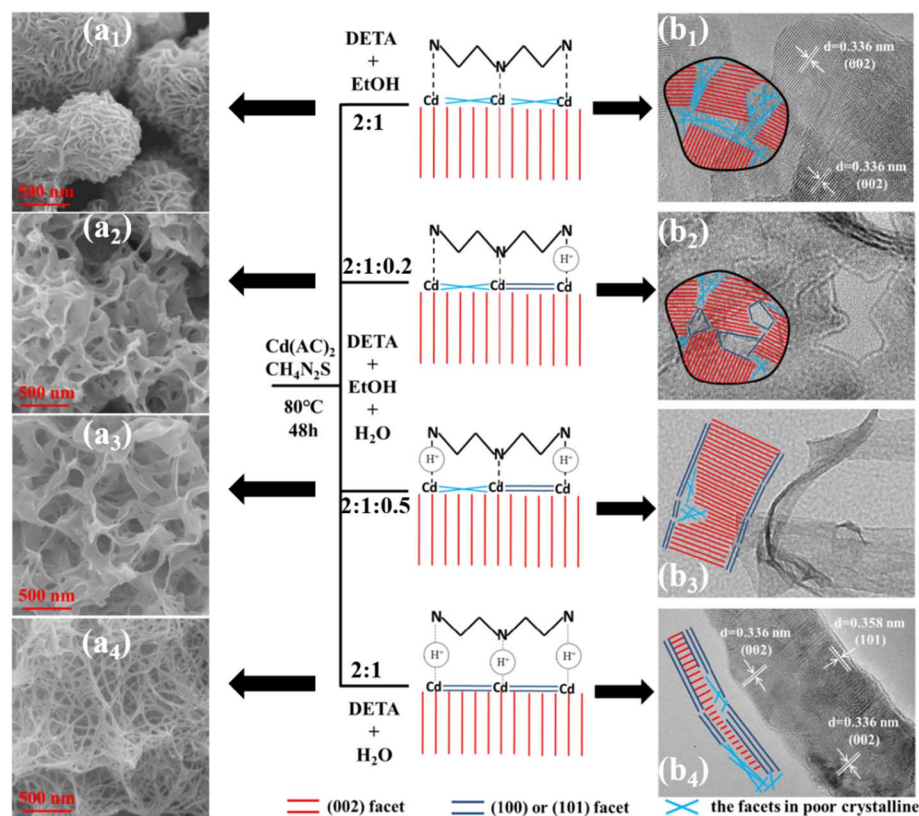 (a1)
500 nm
(a2)
500 nm
(a3)
500 nm
(a4)
500 nm
Cd(AC)2
CH4N2S
80°C
48h
DETA
+
EtOH
2:1
2:1:0.2
DETA
+
EtOH
+
H2O
2:1:0.5
2:1
DETA
+
H2O
N N N
Cd Cd Cd
N N N
H+
Cd Cd Cd
N N N
H+ H+
Cd Cd Cd
N N N
H+ H+ H+
Cd Cd Cd
(b1)
d=0.336 nm
(002)
d=0.336 nm
(002)
(b2)
(b3)
(b4)
d=0.336 nm
(002)
d=0.358 nm
(101)
d=0.336 nm
(002)
(002) facet (100) or (101) facet the facets in poor crystalline